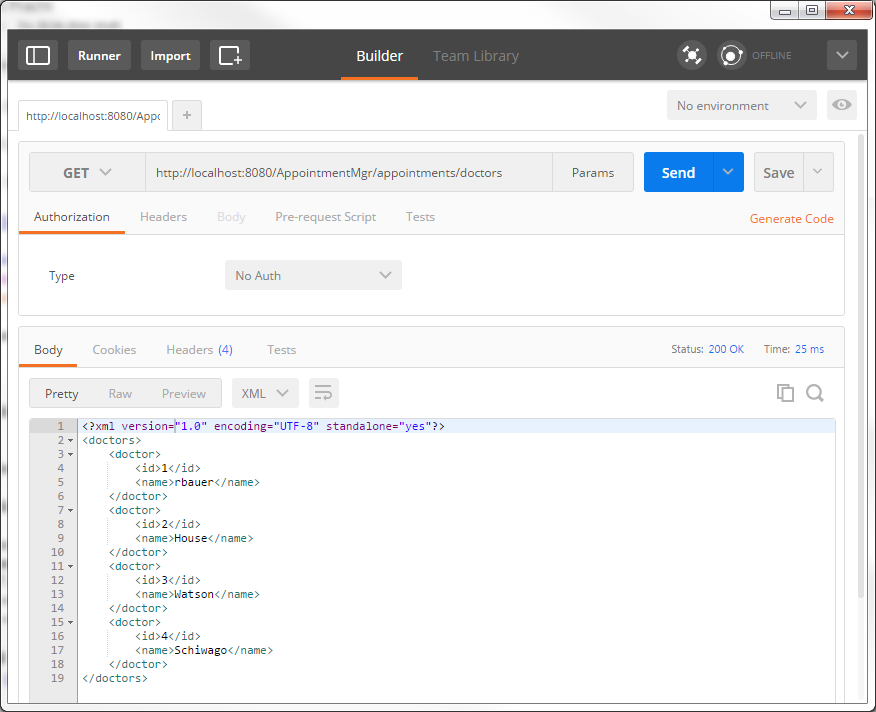 Runner Import Builder Team Library OFFLINE
http://localhost:8080/Appo + No environment
GET http://localhost:8080/AppointmentMgr/appointments/doctors Params Send Save
Authorization Headers Body Pre-request Script Tests Generate Code
Type No Auth
Body Cookies Headers (4) Tests Status: 200 OK Time: 25 ms
Pretty Raw Preview XML
1 <?xml version="1.0" encoding="UTF-8" standalone="yes"?>
2 <doctors>
3 <doctor>
4 <id>1</id>
5 <name>rbauer</name>
6 </doctor>
7 <doctor>
8 <id>2</id>
9 <name>House</name>
10 </doctor>
11 <doctor>
12 <id>3</id>
13 <name>Watson</name>
14 </doctor>
15 <doctor>
16 <id>4</id>
17 <name>Schiwago</name>
18 </doctor>
19 </doctors>